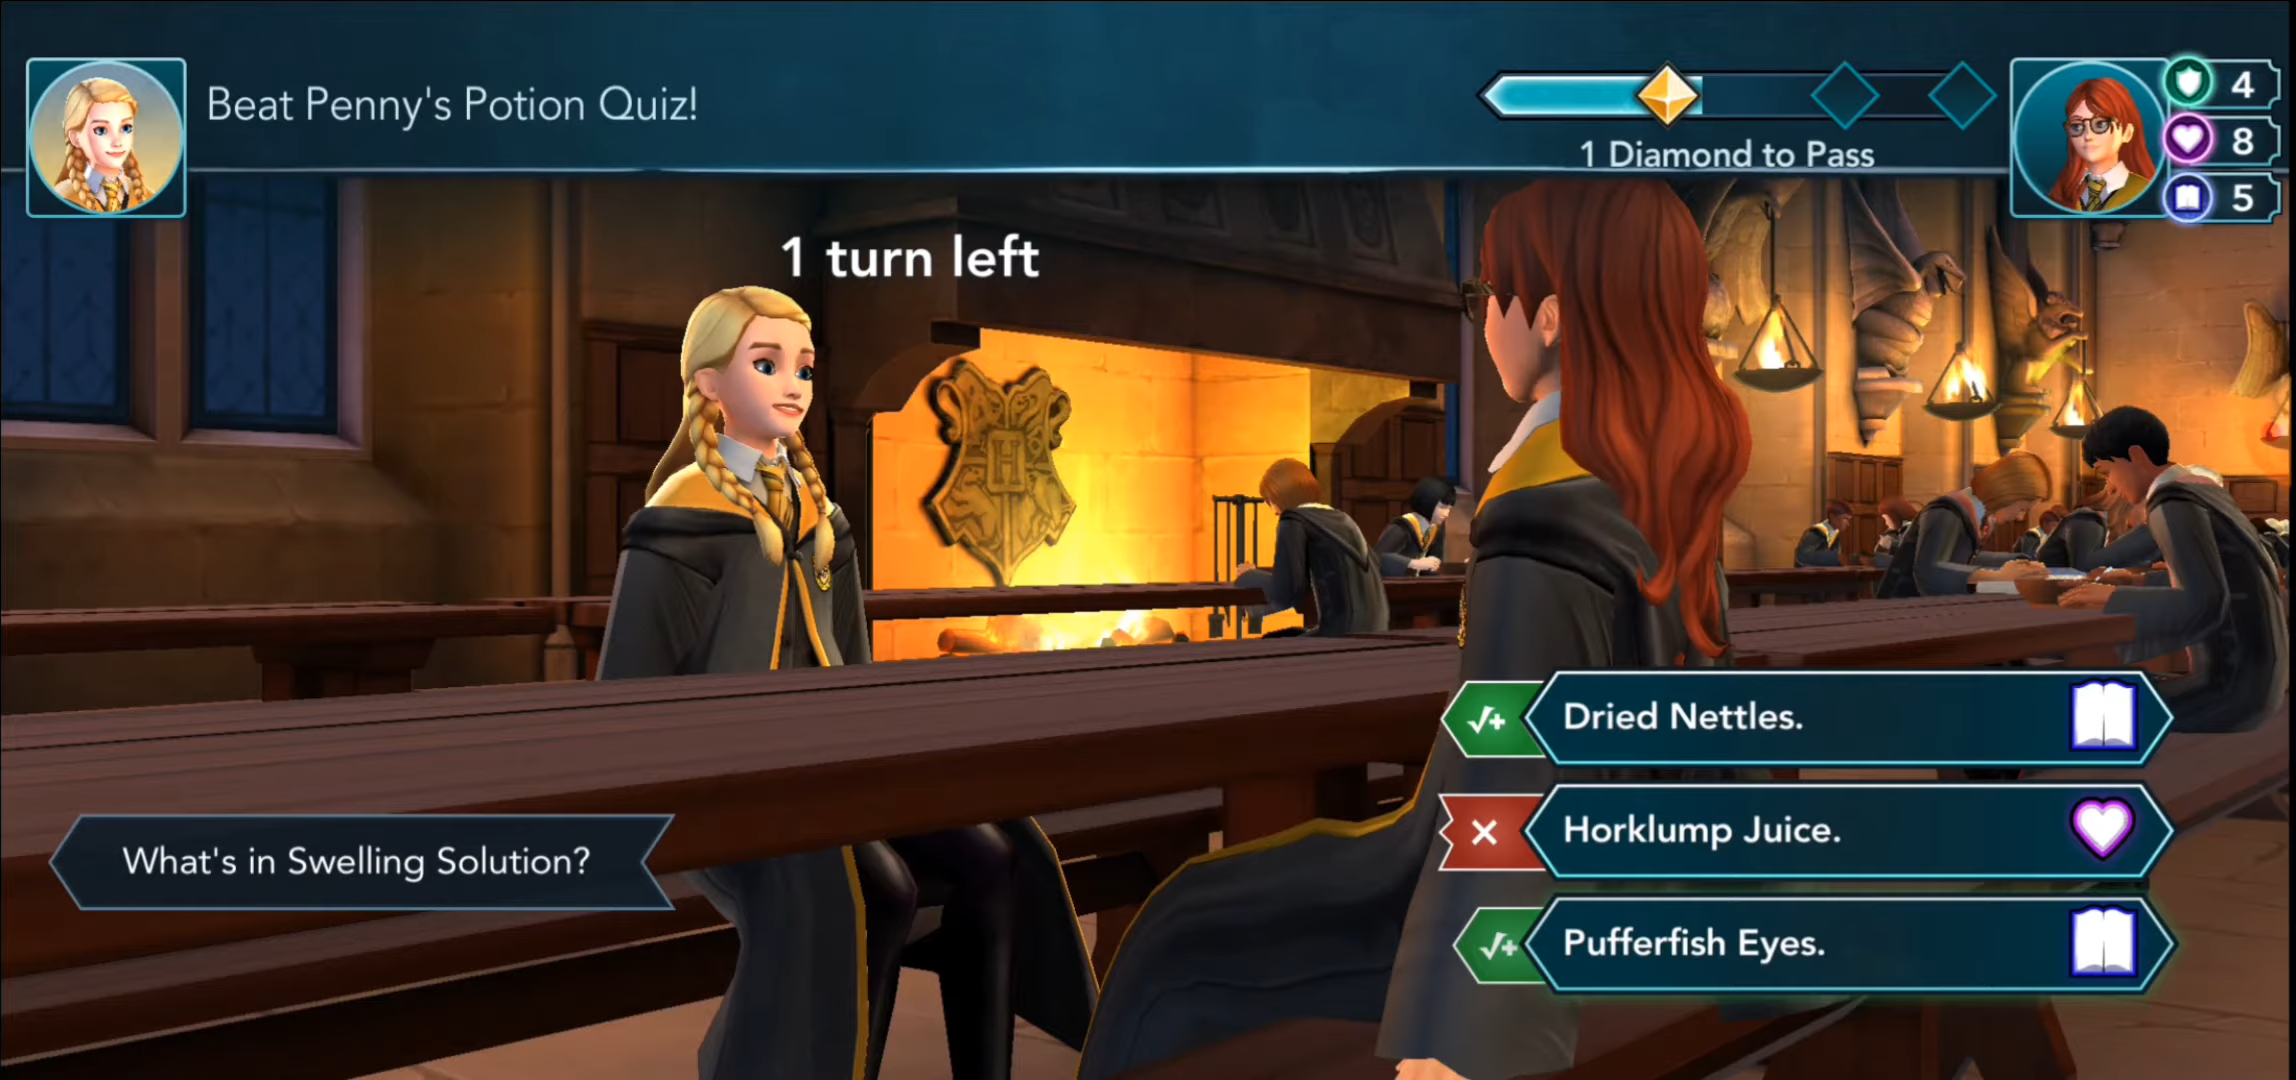 Beat Penny's Potion Quiz!
1 Diamond to Pass
4
8
5
1 turn left
H
Dried Nettles.
What's in Swelling Solution?
Horklump Juice.
Pufferfish Eyes.